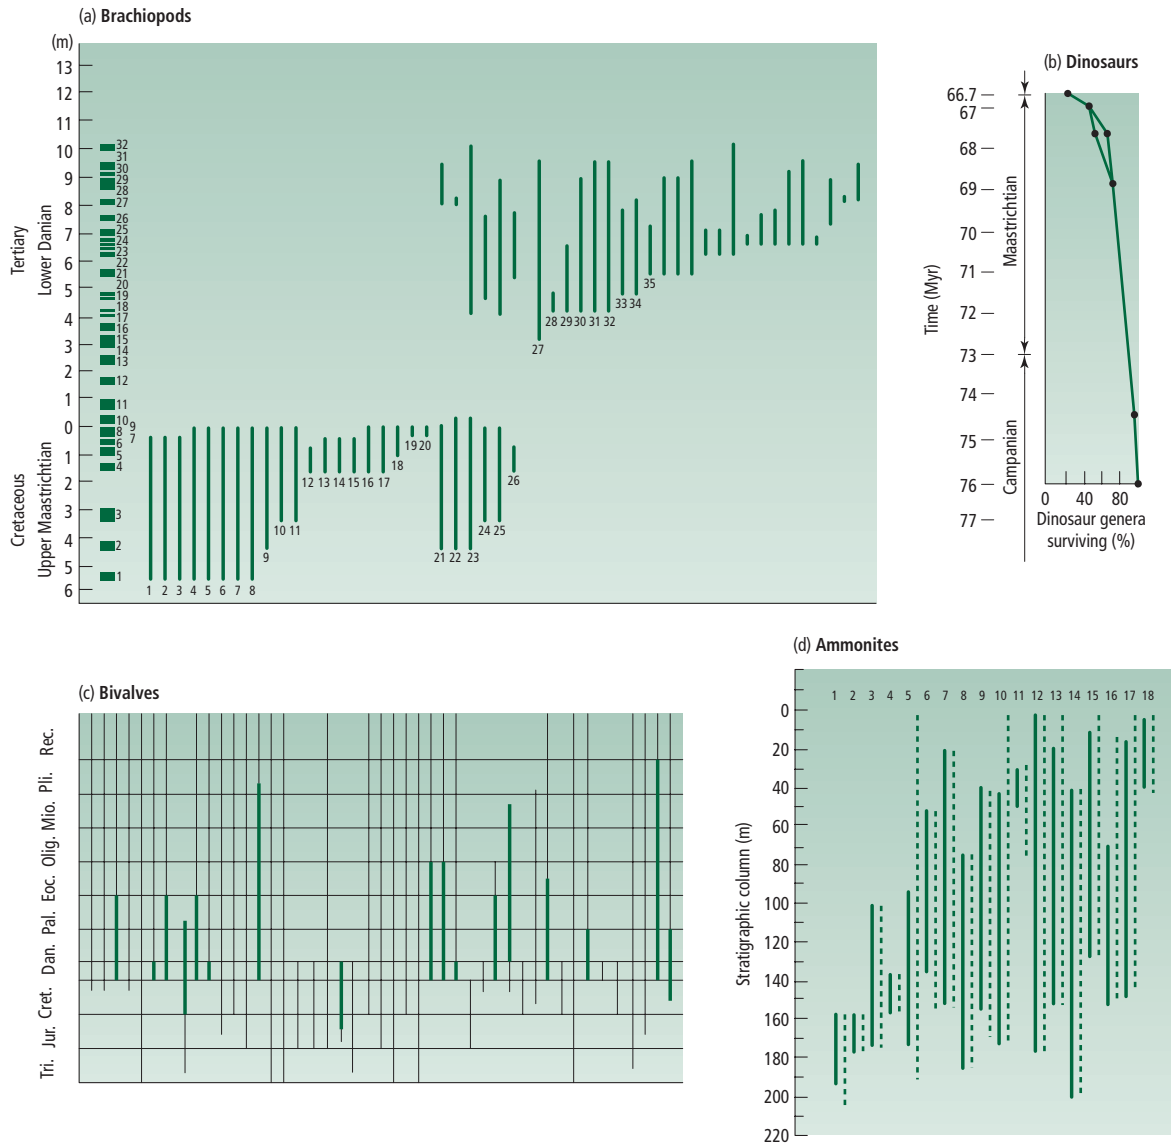 (a) Brachiopods
(m)
13
12
11
10
9
8
7
6
5
4
3
2
1
0
1
2
3
4
5
6
Tertiary
Lower Danian
Cretaceous
Upper Maastrichtian
32
31
30
29
28
27
26
25
24
23
22
21
20
19
18
17
16
15
14
13
12
11
10 9
8 7
6
5
4
3
2
1
1 2 3 4 5 6 7 8
9
10 11
12 13 14 15 16 17
18
19 20
21 22 23
24 25
26
27
28 29 30 31 32
33 34
35
(b) Dinosaurs
66.7
67
68
69
70
71
72
73
74
75
76
77
Time (Myr)
Maastrichtian
Campanian
0 40 80
Dinosaur genera
surviving (%)
(c) Bivalves
Rec.
Pli.
Mio.
Olig.
Eoc.
Pal.
Dan.
Cret.
Jur.
Tri.
(d) Ammonites
1 2 3 4 5 6 7 8 9 10 11 12 13 14 15 16 17 18
0
20
40
60
80
100
120
140
160
180
200
220
Stratigraphic column (m)